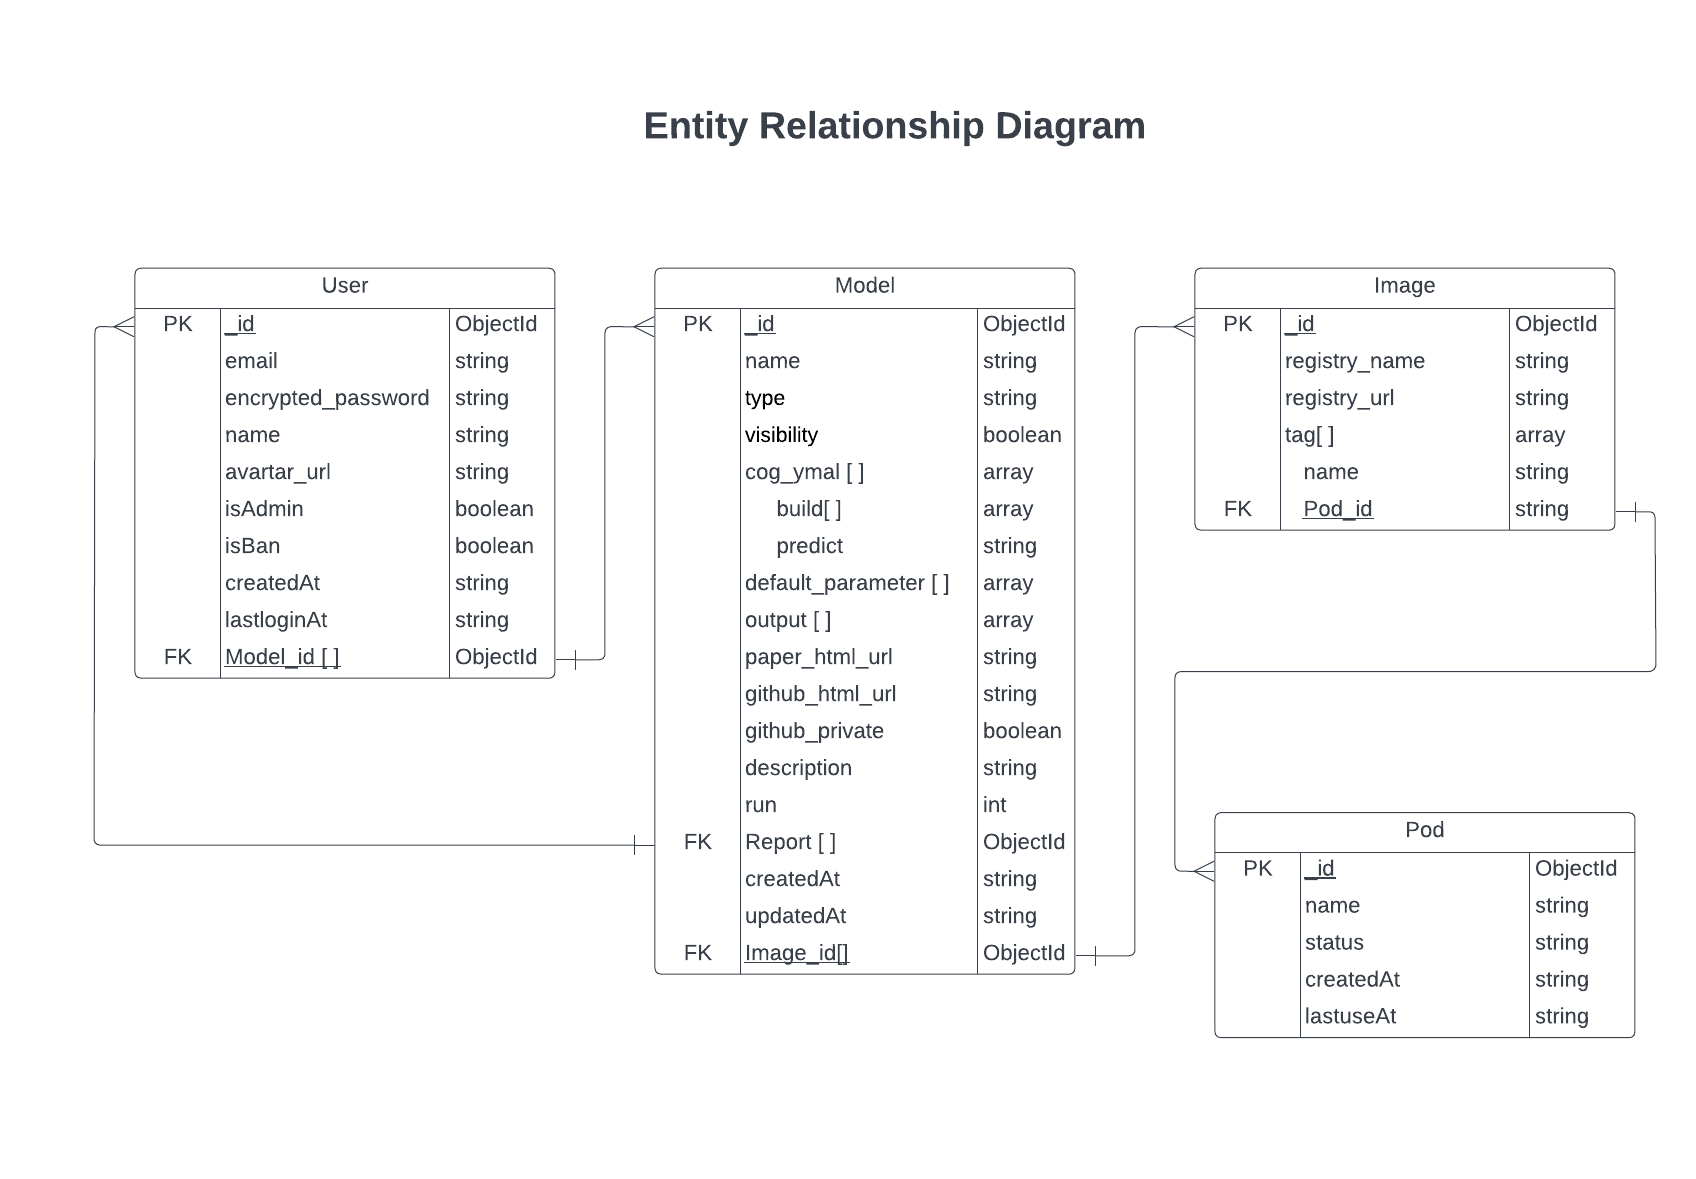 Entity Relationship Diagram
User
PK _id ObjectId
email string
encrypted_password string
name string
avartar_url string
isAdmin boolean
isBan boolean
createdAt string
lastloginAt string
FK Model_id [ ] ObjectId
Model
PK _id ObjectId
name string
type string
visibility boolean
cog_ymal [ ] array
build[ ] array
predict string
default_parameter [ ] array
output [ ] array
paper_html_url string
github_html_url string
github_private boolean
description string
run int
FK Report [ ] ObjectId
createdAt string
updatedAt string
FK Image_id[] ObjectId
Image
PK _id ObjectId
registry_name string
registry_url string
tag[ ] array
name string
FK Pod_id string
Pod
PK _id ObjectId
name string
status string
createdAt string
lastuseAt string